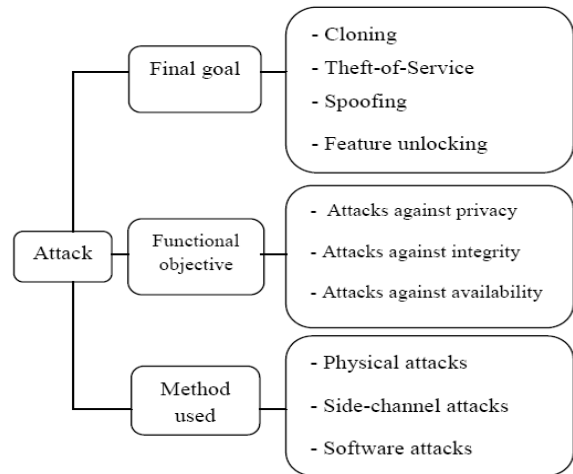 Final goal
- Cloning
- Theft-of-Service
- Spoofing
- Feature unlocking
Attack
Functional
objective
- Attacks against privacy
- Attacks against integrity
- Attacks against availability
Method
used
- Physical attacks
- Side-channel attacks
- Software attacks